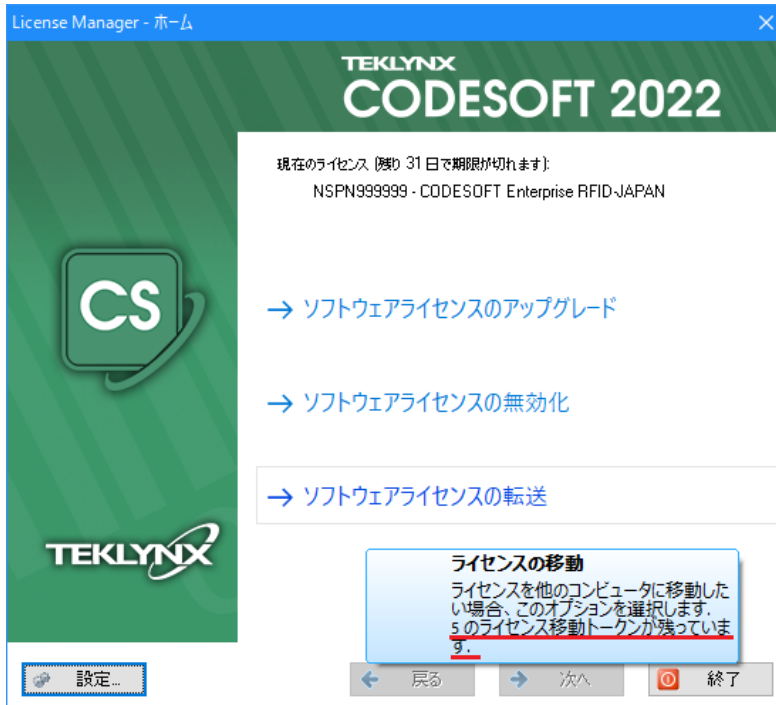 License Manager - ホーム
TEKLYNX
CODESOFT 2022
現在のライセンス (残り 31 日で期限が切れます):
NSPN999999 - CODESOFT Enterprise RFID-JAPAN
CS
→ ソフトウェアライセンスのアップグレード
→ ソフトウェアライセンスの無効化
→ ソフトウェアライセンスの転送
TEKLYNX
ライセンスの移動
ライセンスを他のコンピュータに移動した
い場合、このオプションを選択します.
5 のライセンス移動トークンが残っていま
す.
設定...
戻る
次へ
終了